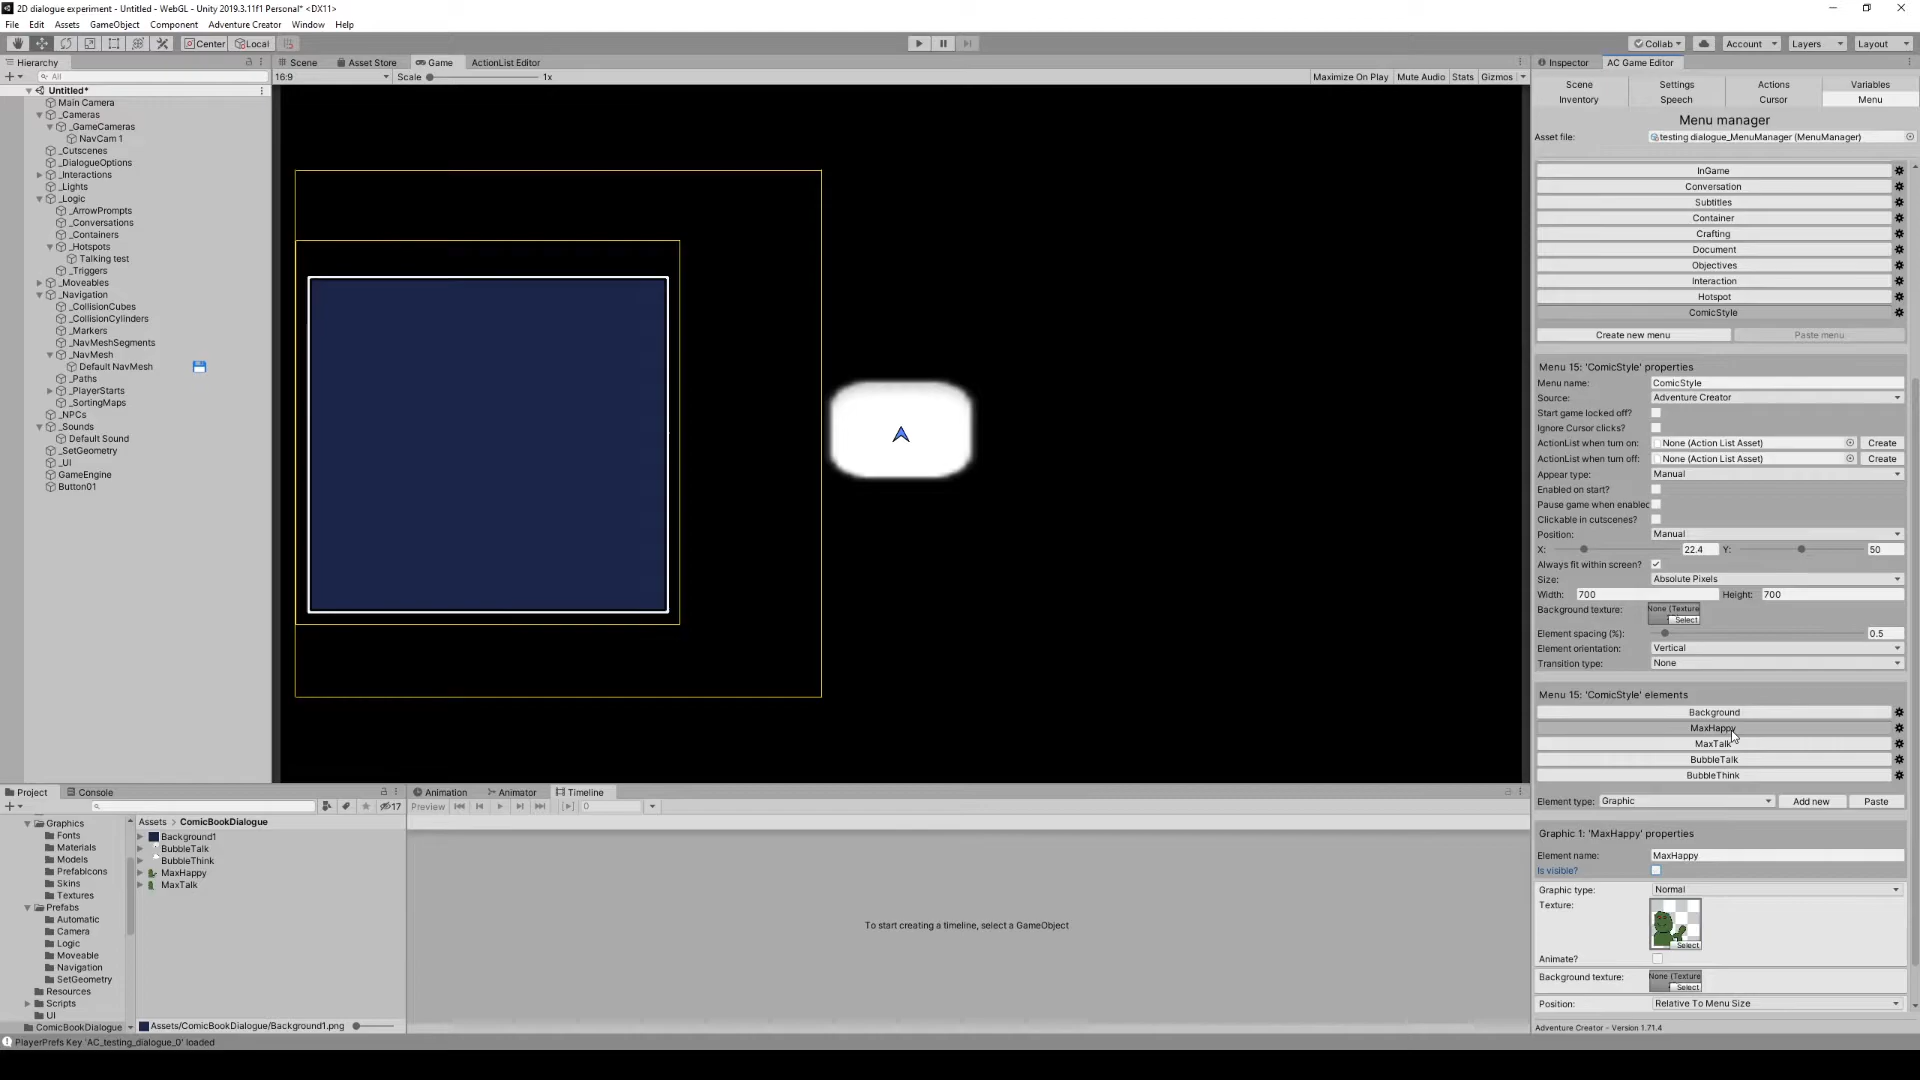 2D dialogue experiment - Untitled - WebGL - Unity 2019.3.11f1 Personal* <DX11>
File Edit Assets GameObject Component Adventure Creator Window Help
Center Local Collab Account Layers Layout
Hierarchy
All
Untitled*
Main Camera
_Cameras
_GameCameras
NavCam 1
_Cutscenes
_DialogueOptions
_Interactions
_Lights
_Logic
_ArrowPrompts
_Conversations
_Containers
_Hotspots
Talking test
_Triggers
_Moveables
_Navigation
_CollisionCubes
_CollisionCylinders
_Markers
_NavMeshSegments
_NavMesh
Default NavMesh
_Paths
_PlayerStarts
_SortingMaps
_NPCs
_Sounds
Default Sound
_SetGeometry
_UI
GameEngine
Button01
Scene Asset Store Game ActionList Editor
16:9 Scale 1x Maximize On Play Mute Audio Stats Gizmos
Inspector AC Game Editor
Scene Settings Actions Variables
Inventory Speech Cursor Menu
Menu manager
Asset file: testing dialogue_MenuManager (MenuManager)
InGame
Conversation
Subtitles
Container
Crafting
Document
Objectives
Interaction
Hotspot
ComicStyle
Create new menu Paste menu
Menu 15: 'ComicStyle' properties
Menu name: ComicStyle
Source: Adventure Creator
Start game locked off?
Ignore Cursor clicks?
ActionList when turn on: None (Action List Asset) Create
ActionList when turn off: None (Action List Asset) Create
Appear type: Manual
Enabled on start?
Pause game when enabled
Clickable in cutscenes?
Position: Manual
X: 22.4 Y: 50
Always fit within screen?
Size: Absolute Pixels
Width: 700 Height: 700
Background texture: None (Texture
Select
Element spacing (%): 0.5
Element orientation: Vertical
Transition type: None
Menu 15: 'ComicStyle' elements
Background
MaxHappy
MaxTalk
BubbleTalk
BubbleThink
Element type: Graphic Add new Paste
Graphic 1: 'MaxHappy' properties
Element name: MaxHappy
Is visible?
Graphic type: Normal
Texture:
Select
Animate?
Background texture: None (Texture
Select
Position: Relative To Menu Size
Adventure Creator - Version 1.71.4
Project Console
17
Graphics
Fonts
Materials
Models
Prefabicons
Skins
Textures
Prefabs
Automatic
Camera
Logic
Moveable
Navigation
SetGeometry
Resources
Scripts
UI
ComicBookDialogue
Assets > ComicBookDialogue
Background1
BubbleTalk
BubbleThink
MaxHappy
MaxTalk
Assets/ComicBookDialogue/Background1.png
Animation Animator Timeline
Preview 0
To start creating a timeline, select a GameObject
PlayerPrefs Key 'AC_testing_dialogue_0' loaded